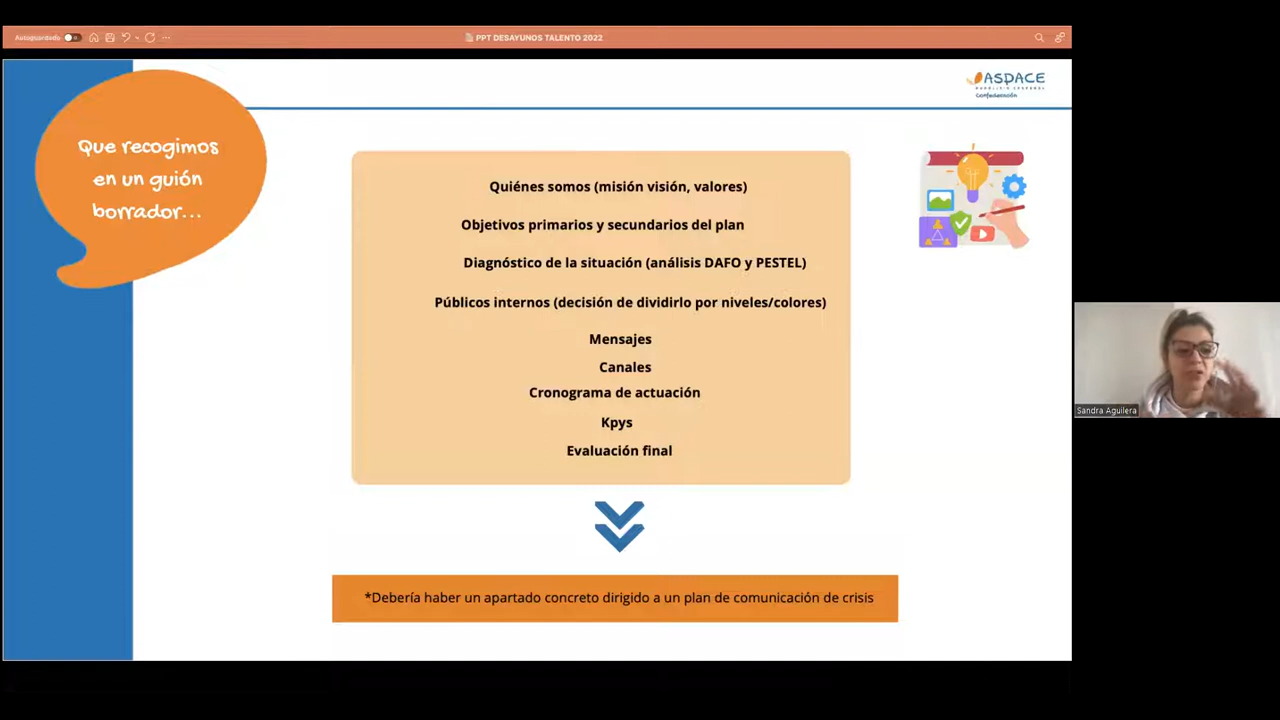 Autoguardado
PPT DESAYUNOS TALENTO 2022
ASPACE
Confederación
Que recogimos
en un guión
borrador...
Quiénes somos (misión visión, valores)
Objetivos primarios y secundarios del plan
Diagnóstico de la situación (análisis DAFO y PESTEL)
Públicos internos (decisión de dividirlo por niveles/colores)
Mensajes
Canales
Cronograma de actuación
Kpys
Evaluación final
*Debería haber un apartado concreto dirigido a un plan de comunicación de crisis
Sandra Aguilera